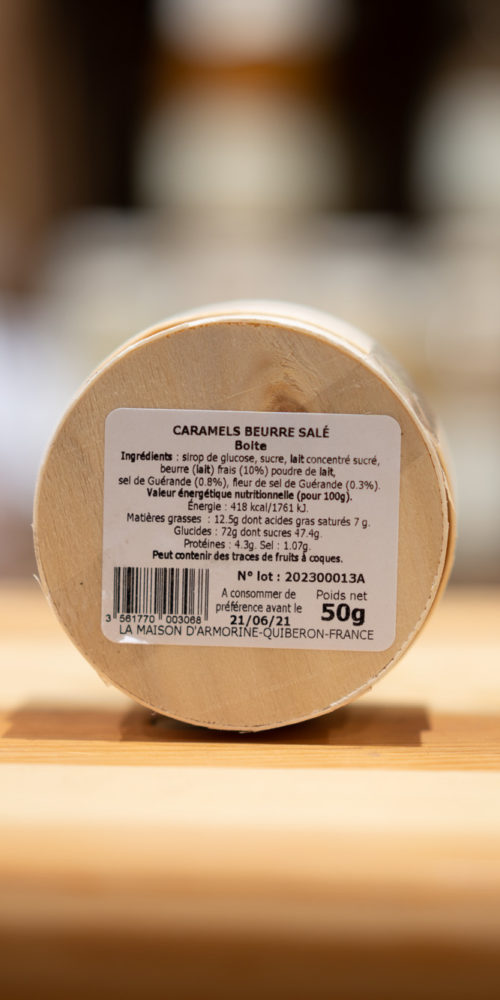 CARAMELS BEURRE SALÉ
Boite
Ingrédients : sirop de glucose, sucre, lait concentré sucré,
beurre (lait) frais (10%) poudre de lait,
sel de Guérande (0.8%), fleur de sel de Guérande (0.3%).
Valeur énergétique nutritionnelle (pour 100g).
Énergie : 418 kcal/1761 kJ.
Matières grasses : 12.5g dont acides gras saturés 7 g.
Glucides : 72g dont sucres 47.4g.
Protéines : 4.3g. Sel : 1.07g.
Peut contenir des traces de fruits à coques.
N° lot : 202300013A
A consommer de
préférence avant le
21/06/21
Poids net
50g
3 561770 003068
LA MAISON D'ARMORINE-QUIBERON-FRANCE